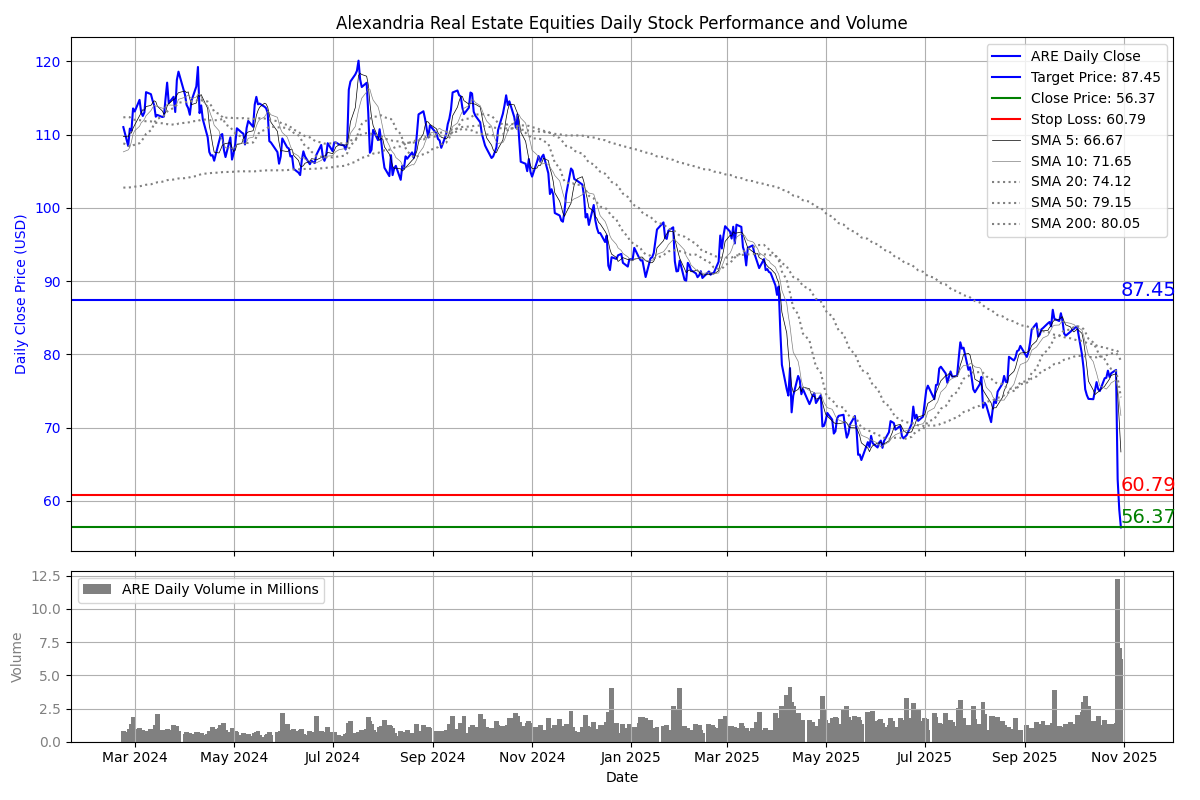 Alexandria Real Estate Equities Daily Stock Performance and Volume
ARE Daily Close
Target Price: 87.45
Close Price: 56.37
Stop Loss: 60.79
SMA 5: 66.67
SMA 10: 71.65
SMA 20: 74.12
SMA 50: 79.15
SMA 200: 80.05
Daily Close Price (USD)
120
110
100
90
80
70
60
87.45
60.79
56.37
ARE Daily Volume in Millions
Volume
12.5
10.0
7.5
5.0
2.5
0.0
Mar 2024 May 2024 Jul 2024 Sep 2024 Nov 2024 Jan 2025 Mar 2025 May 2025 Jul 2025 Sep 2025 Nov 2025
Date